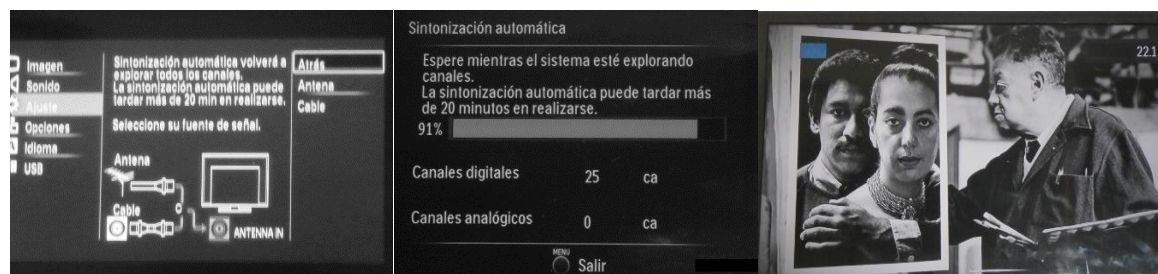 Imagen
Sonido
Ajuste
Opciones
Idioma
USB
Sintonización automática volverá a
explorar todos los canales.
La sintonización automática puede
tardar más de 20 min en realizarse.
Seleccione su fuente de señal.
Antena
Cable
ANTENNA IN
Atrás
Antena
Cable
Sintonización automática
Espere mientras el sistema esté explorando
canales.
La sintonización automática puede tardar más
de 20 minutos en realizarse.
91%
Canales digitales 25 ca
Canales analógicos 0 ca
MENU
Salir
22.1